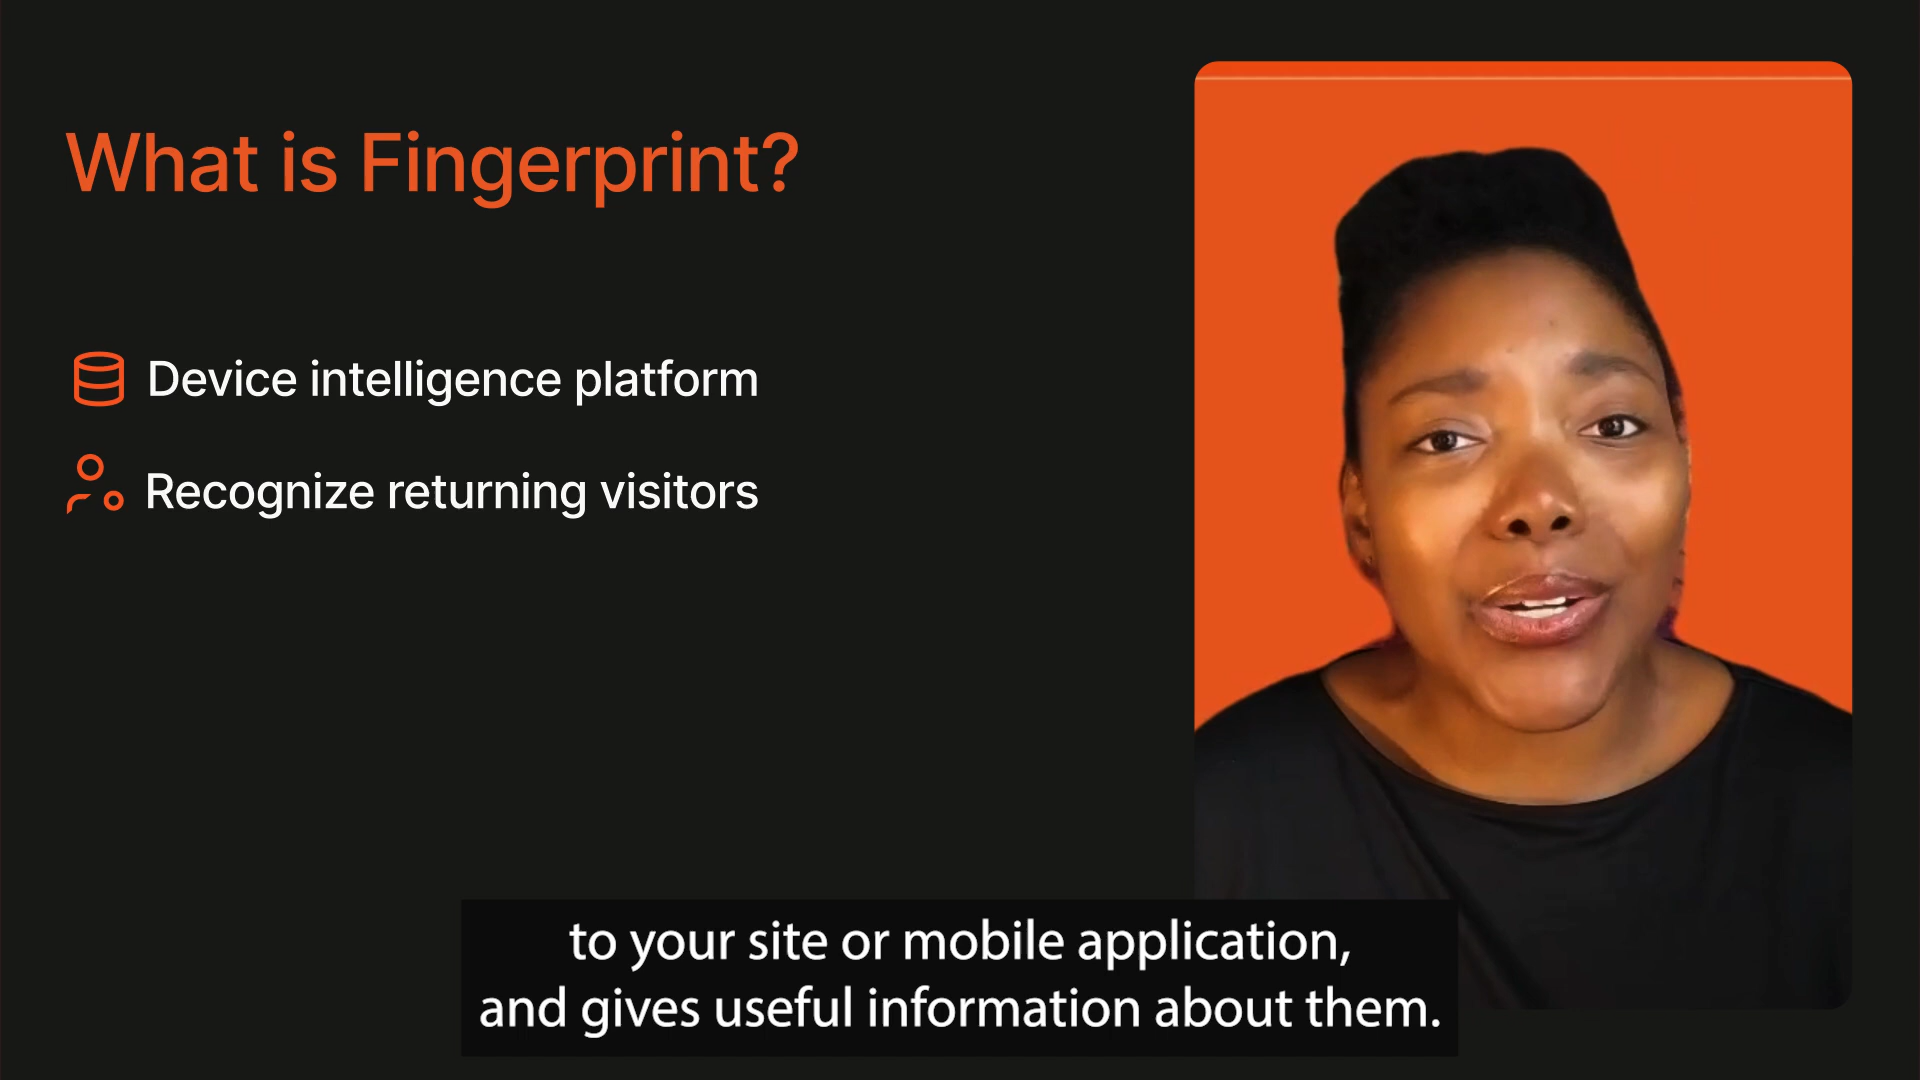 What is Fingerprint?
Device intelligence platform
Recognize returning visitors
to your site or mobile application,
and gives useful information about them.